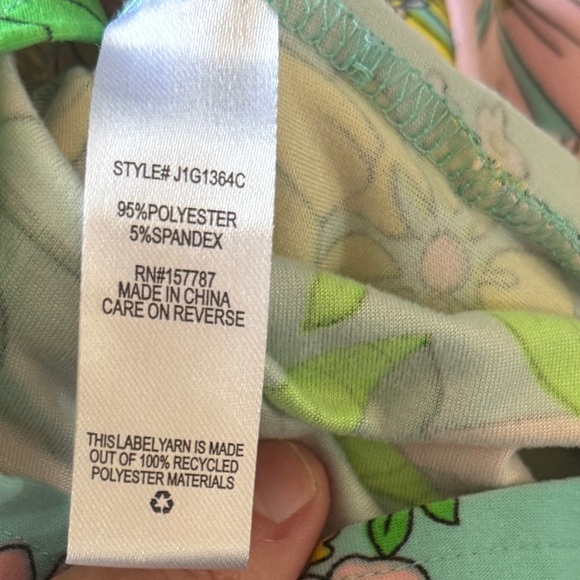 STYLE# J1G1364C
95%POLYESTER
5%SPANDEX
RN#157787
MADE IN CHINA
CARE ON REVERSE
THIS LABELYARN IS MADE
OUT OF 100% RECYCLED
POLYESTER MATERIALS